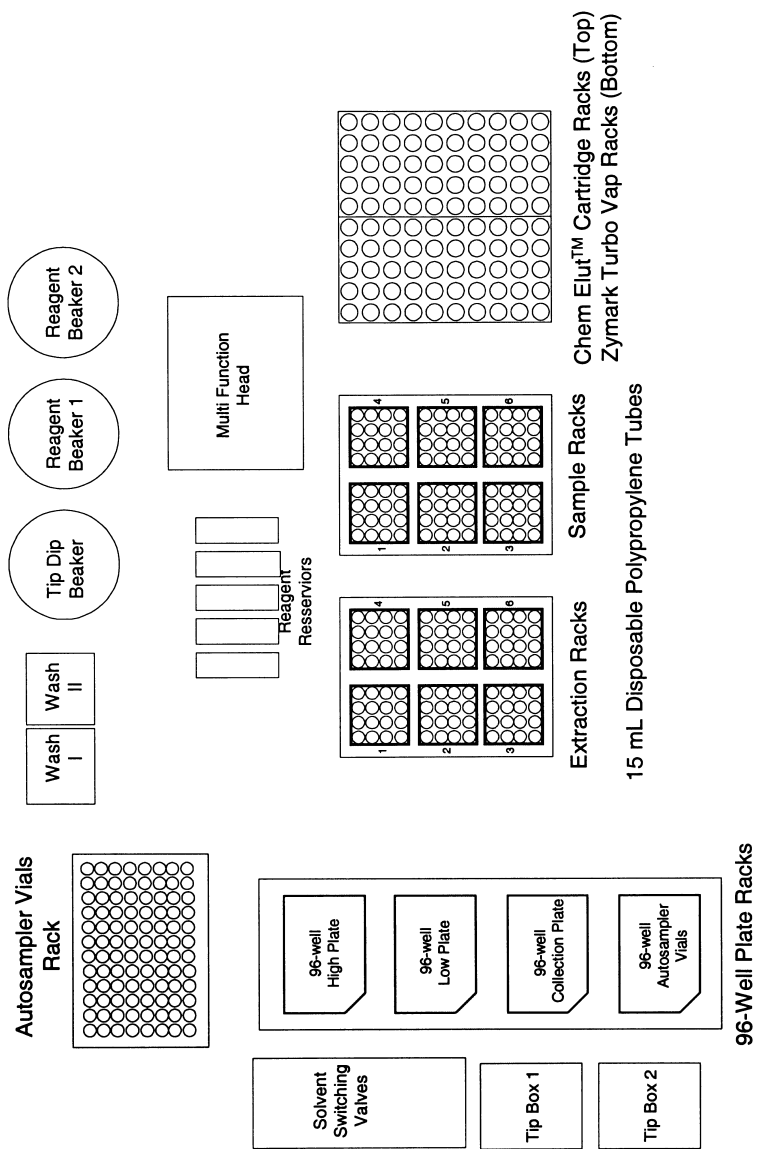 Autosampler Vials
Rack
Wash
I
Wash
II
Tip Dip
Beaker
Reagent
Beaker 1
Reagent
Beaker 2
Solvent
Switching
Valves
Tip Box 1
Tip Box 2
96-well
High Plate
96-well
Low Plate
96-well
Collection Plate
96-well
Autosampler
Vials
96-Well Plate Racks
Reagent
Resserviors
Multi Function
Head
1
4
2
5
3
6
Extraction Racks
1
4
2
5
3
6
Sample Racks
15 mL Disposable Polypropylene Tubes
Chem Elut™ Cartridge Racks (Top)
Zymark Turbo Vap Racks (Bottom)